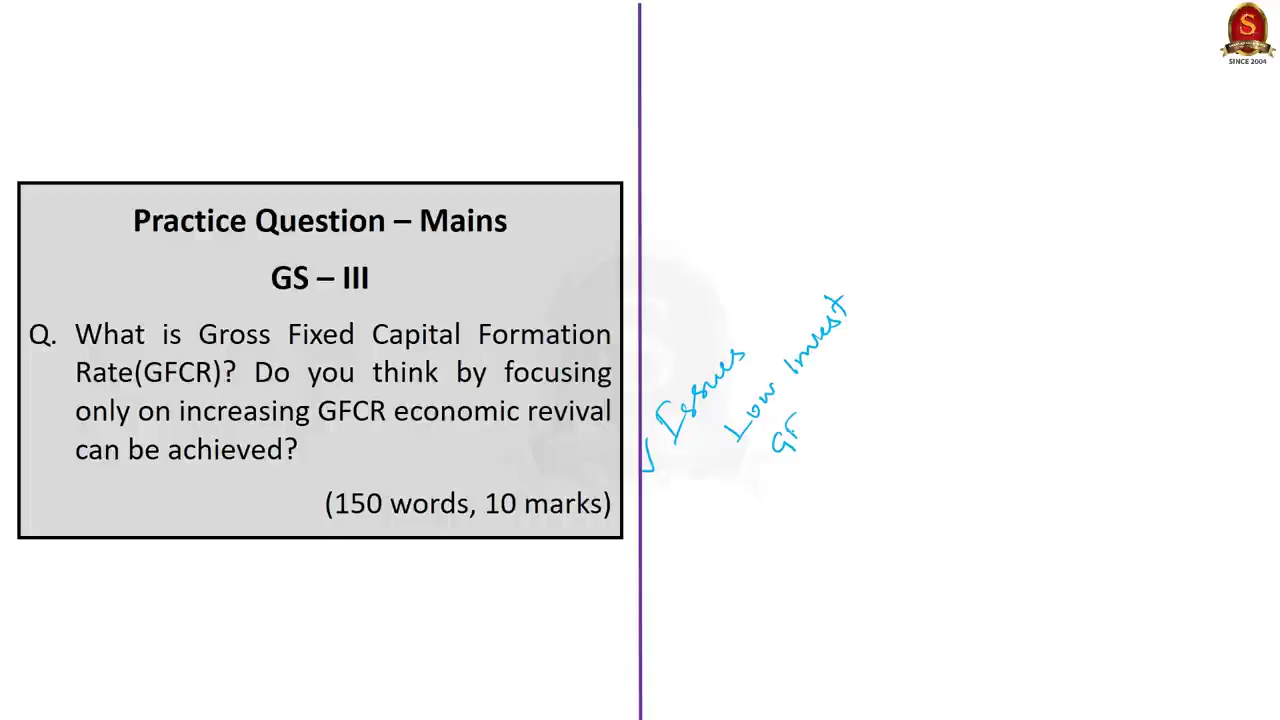 Practice Question – Mains
GS – III
Q. What is Gross Fixed Capital Formation
Rate(GFCR)? Do you think by focusing
only on increasing GFCR economic revival
can be achieved?
(150 words, 10 marks)
Issues
Low Invest
GF
S
SINCE 2004